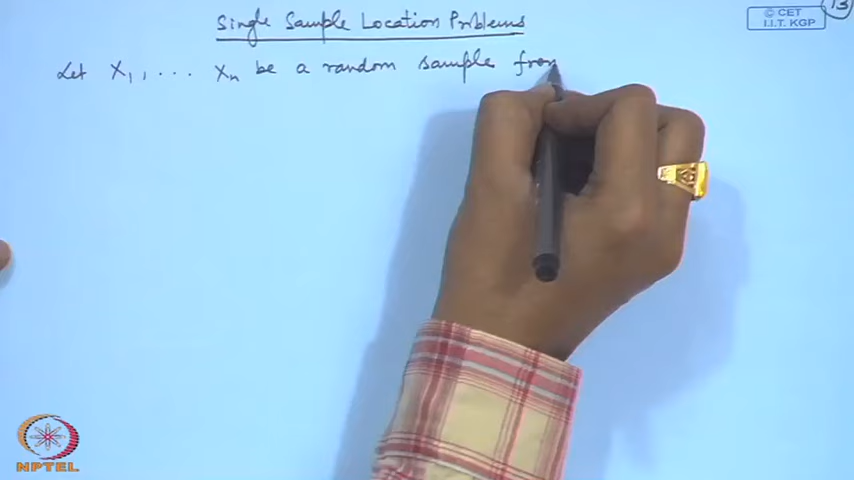 Single Sample Location Problems
© CET
I.I.T. KGP
13
Let X₁, ... Xₙ be a random sample from
NPTEL